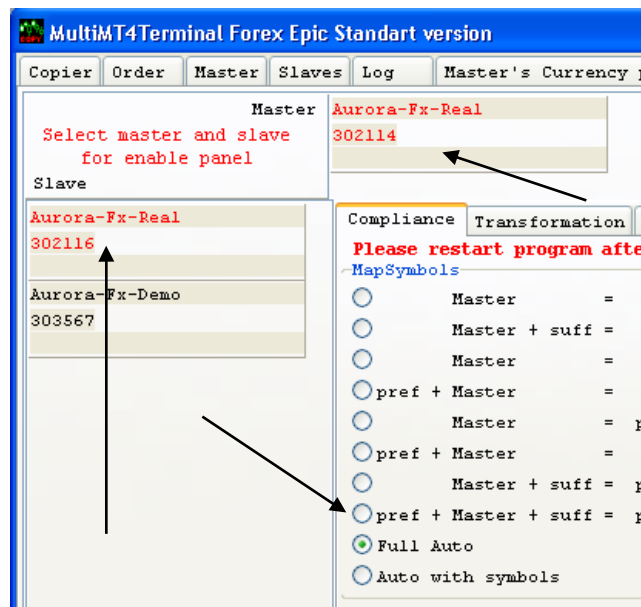 MultiMT4Terminal Forex Epic Standart version
Copier Order Master Slaves Log Master's Currency
Master
Select master and slave
for enable panel
Slave
Aurora-Fx-Real
302114
Aurora-Fx-Real
302116
Aurora-Fx-Demo
303567
Compliance Transformation
Please restart program afte
MapSymbols
Master =
Master + suff =
Master =
pref + Master =
Master = p
pref + Master =
Master + suff = p
pref + Master + suff = p
Full Auto
Auto with symbols